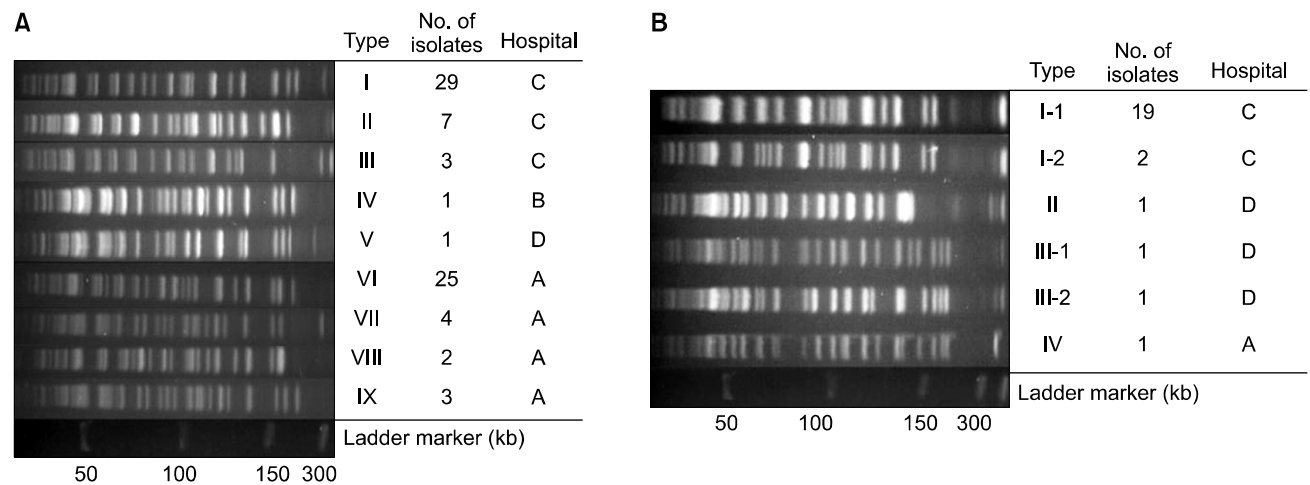 A
Type No. of isolates Hospital
I 29 C
II 7 C
III 3 C
IV 1 B
V 1 D
VI 25 A
VII 4 A
VIII 2 A
IX 3 A
Ladder marker (kb)
50 100 150 300
B
Type No. of isolates Hospital
I-1 19 C
I-2 2 C
II 1 D
III-1 1 D
III-2 1 D
IV 1 A
Ladder marker (kb)
50 100 150 300